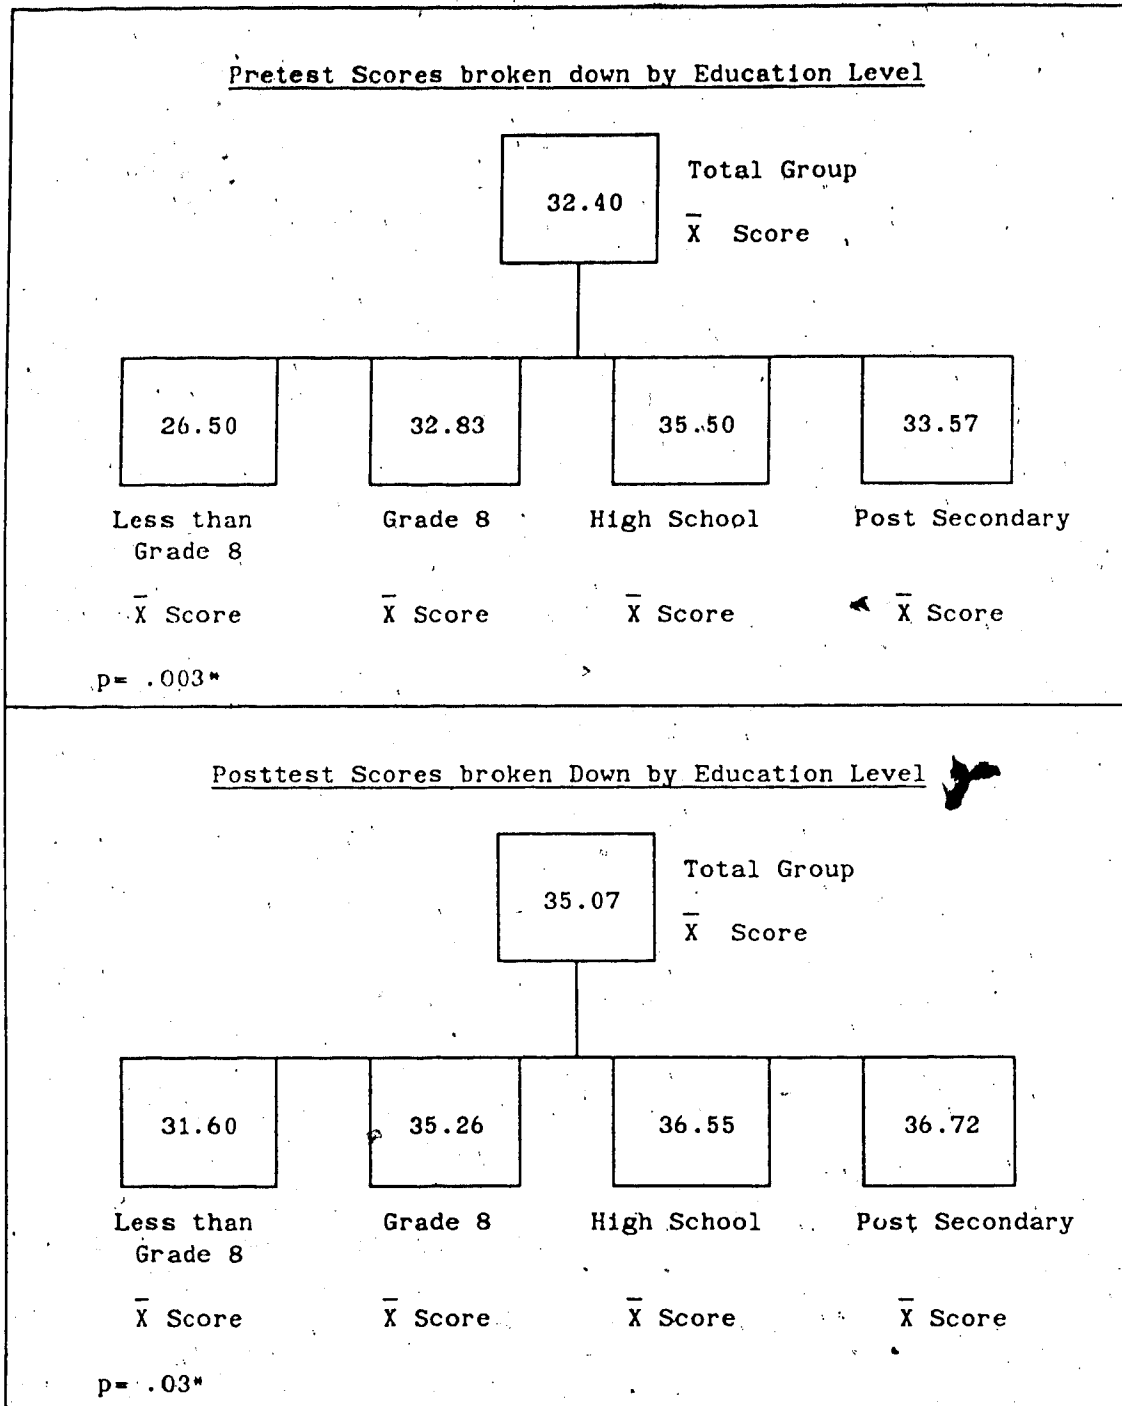 Pretest Scores broken down by Education Level
32.40
Total Group
X̄ Score
26.50 32.83 35.50 33.57
Less than Grade 8 High School Post Secondary
Grade 8
X̄ Score X̄ Score X̄ Score X̄ Score
p= .003*
Posttest Scores broken Down by Education Level
35.07
Total Group
X̄ Score
31.60 35.26 36.55 36.72
Less than Grade 8 High School Post Secondary
Grade 8
X̄ Score X̄ Score X̄ Score X̄ Score
p= .03*